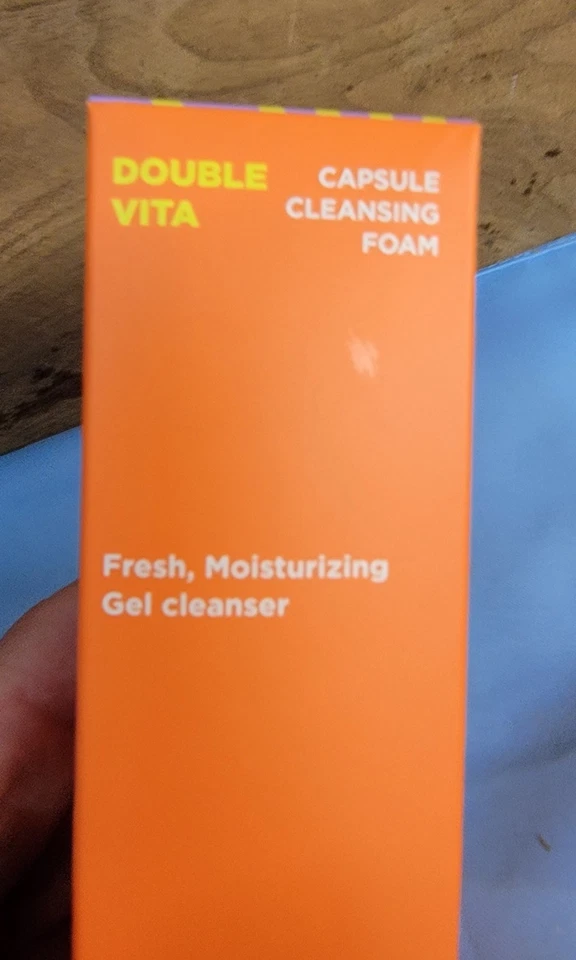 DOUBLE
VITA
CAPSULE
CLEANSING
FOAM
Fresh, Moisturizing
Gel cleanser